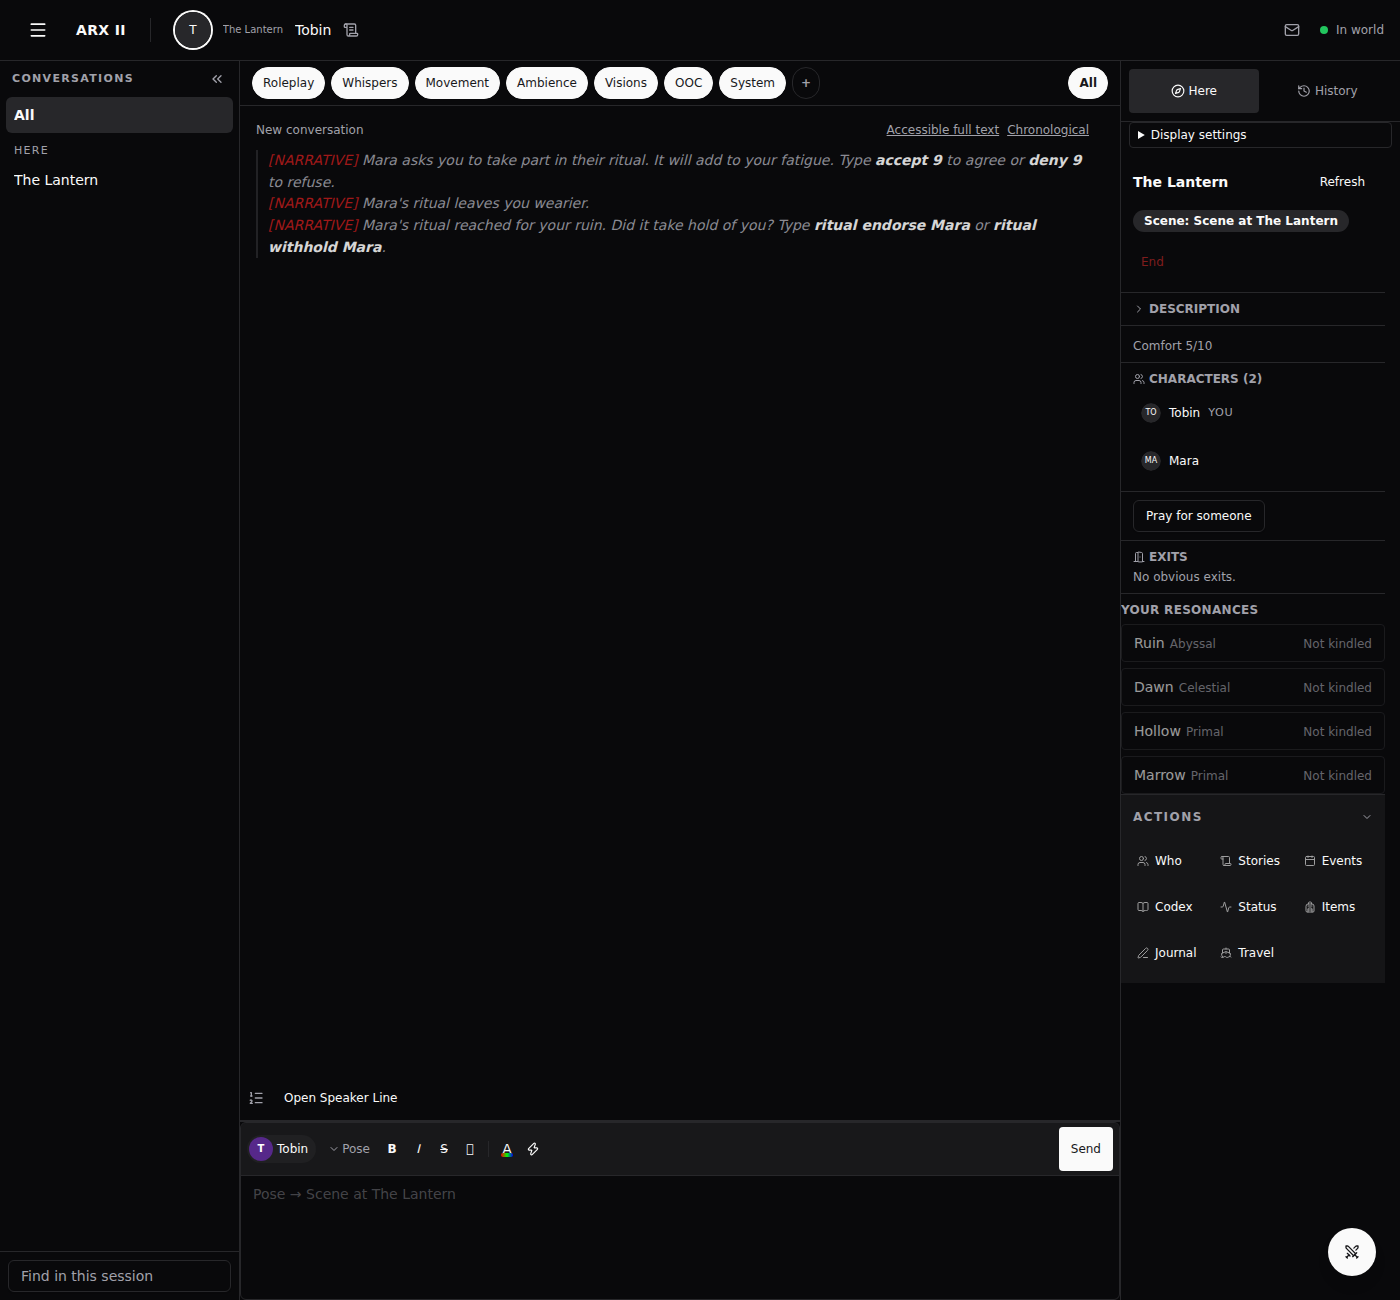 ARX II
T
The Lantern
Tobin
In world
CONVERSATIONS
All
HERE
The Lantern
Find in this session
Roleplay
Whispers
Movement
Ambience
Visions
OOC
System
+
All
New conversation
Accessible full text
Chronological
[NARRATIVE] Mara asks you to take part in their ritual. It will add to your fatigue. Type accept 9 to agree or deny 9
to refuse.
[NARRATIVE] Mara's ritual leaves you wearier.
[NARRATIVE] Mara's ritual reached for your ruin. Did it take hold of you? Type ritual endorse Mara or ritual
withhold Mara.
Open Speaker Line
T
Tobin
Pose
B
I
S
A
Send
Pose → Scene at The Lantern
Here
History
Display settings
The Lantern
Refresh
Scene: Scene at The Lantern
End
DESCRIPTION
Comfort 5/10
CHARACTERS (2)
TO
Tobin YOU
MA
Mara
Pray for someone
EXITS
No obvious exits.
YOUR RESONANCES
Ruin Abyssal
Not kindled
Dawn Celestial
Not kindled
Hollow Primal
Not kindled
Marrow Primal
Not kindled
ACTIONS
Who
Stories
Events
Codex
Status
Items
Journal
Travel